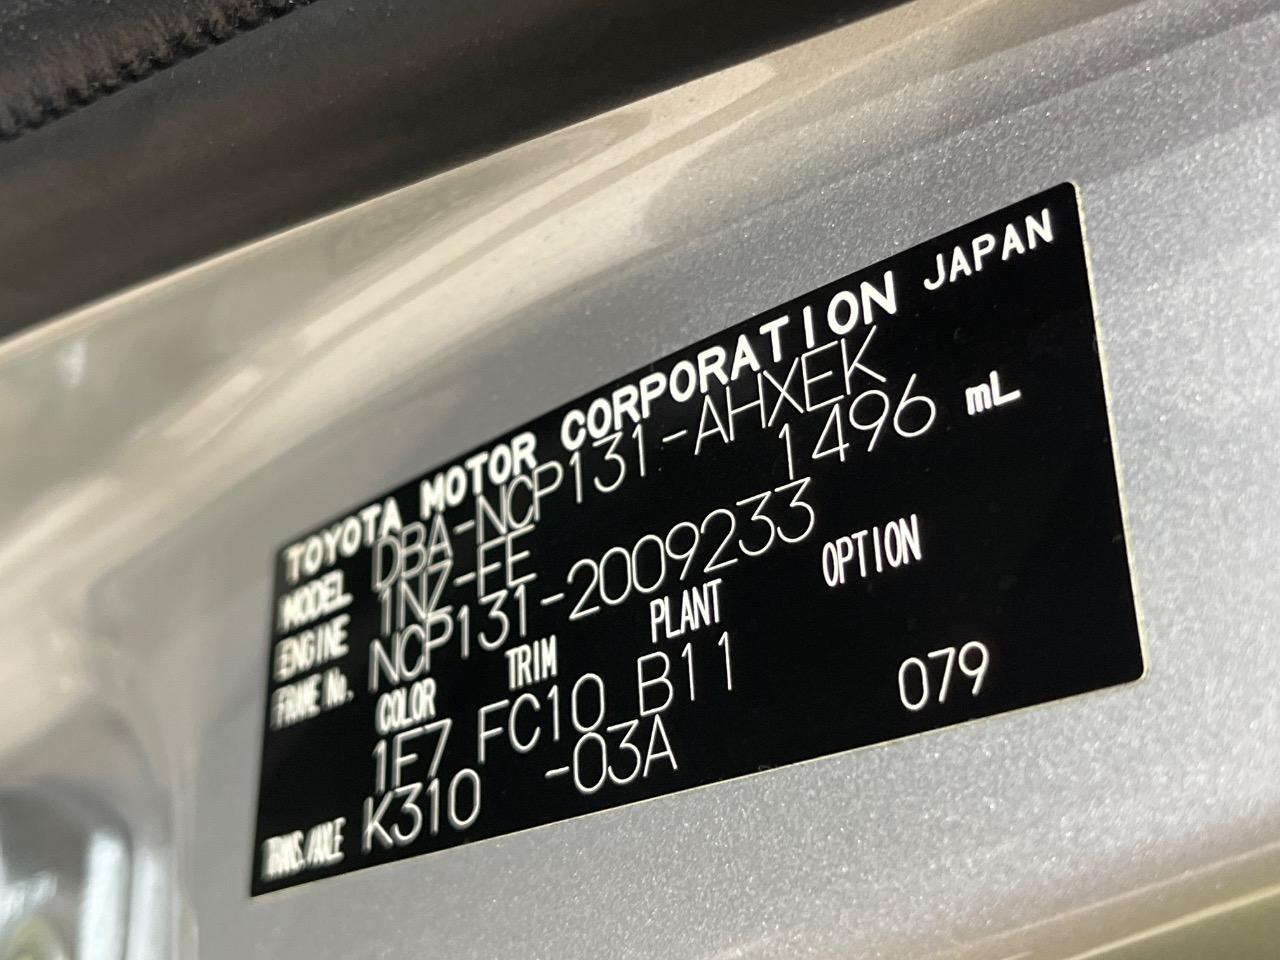 TOYOTA MOTOR CORPORATION JAPAN
MODEL DBA-NCP131-AHXEK
ENGINE 1NZ-FE 1496 mL
FRAME No. NCP131-2009233
COLOR TRIM PLANT OPTION
1F7 FC10 B11 079
TRANS./AXLE K310 -03A